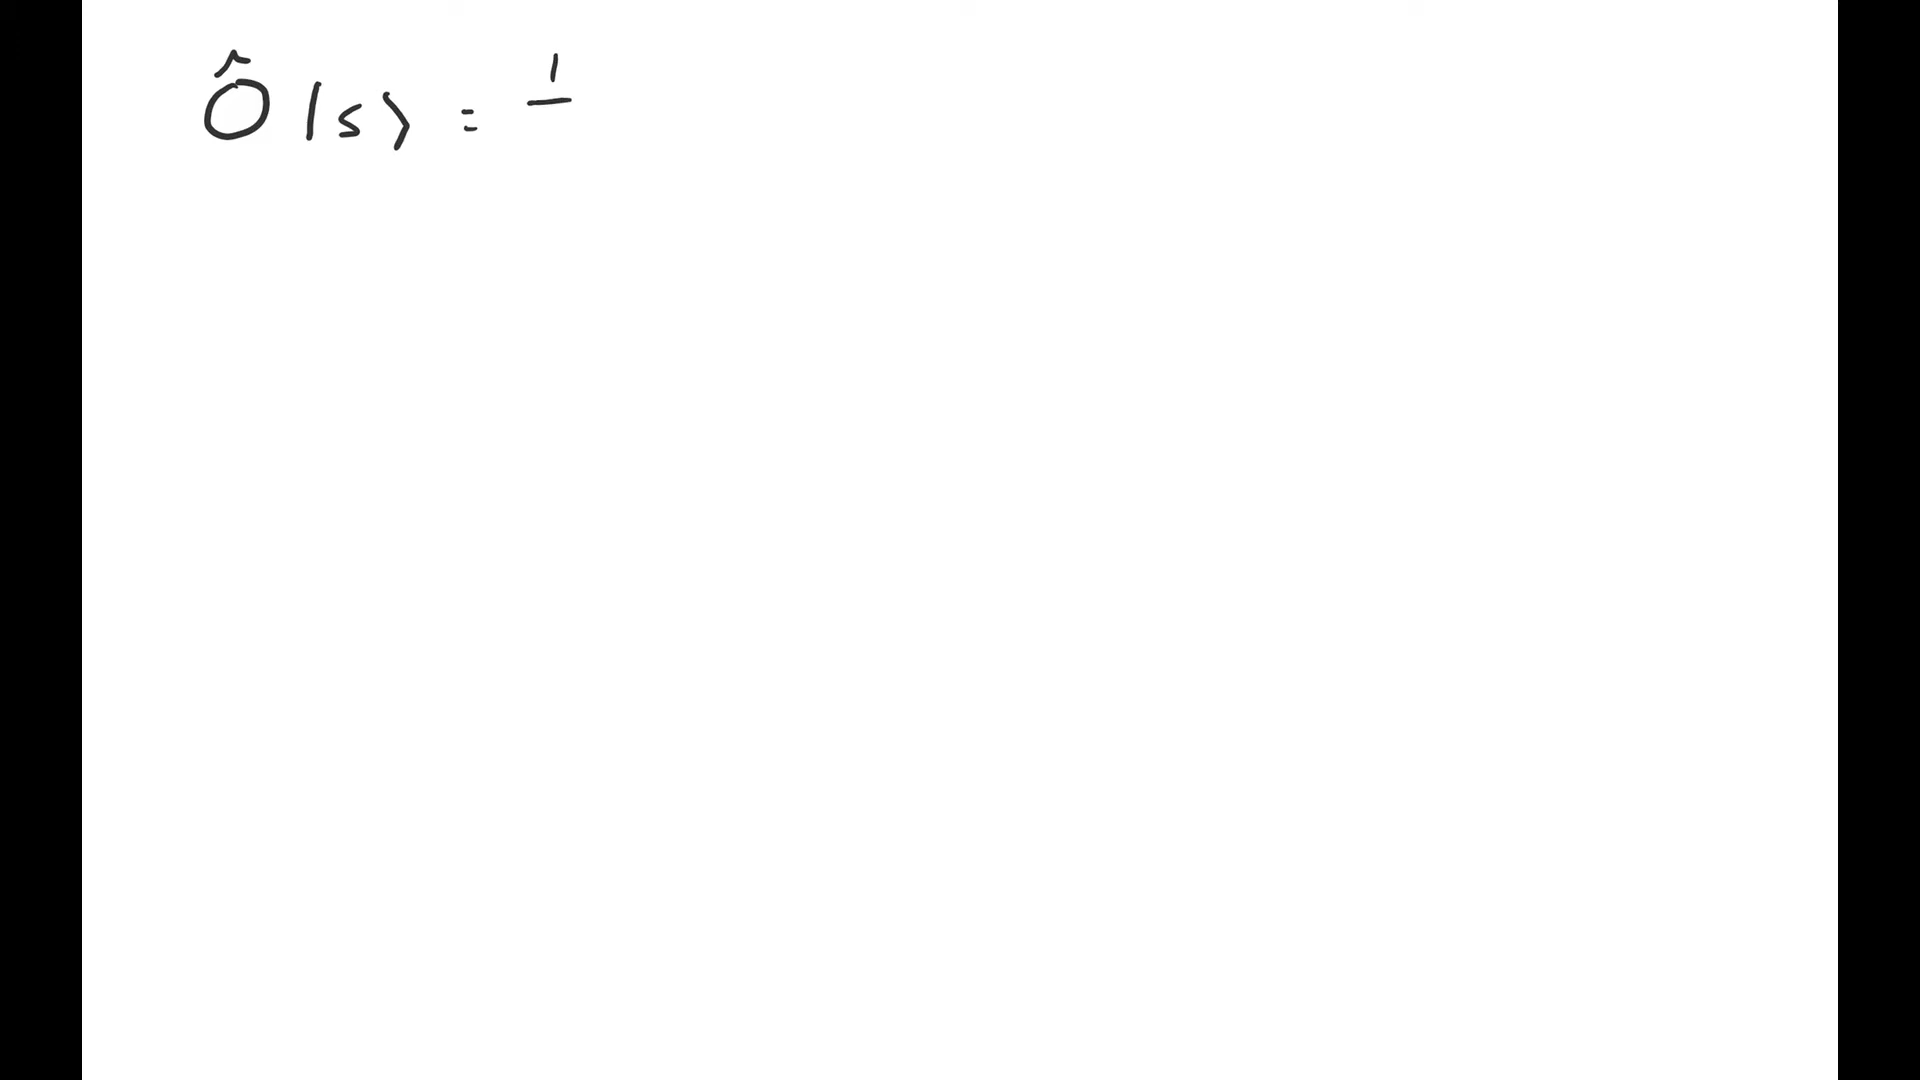 Ô |s⟩ = 1/